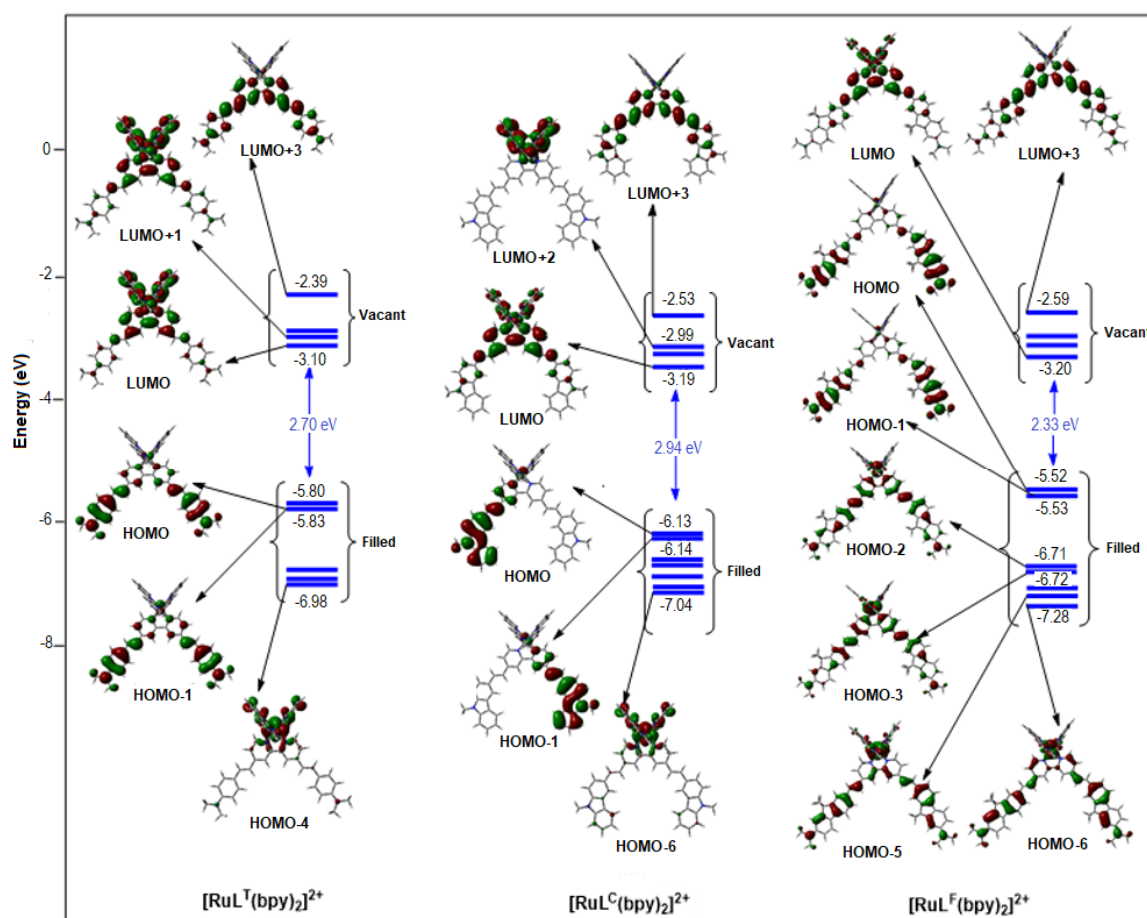 Energy (eV)
0
-2
-4
-6
-8
LUMO+3
LUMO+1
LUMO
-2.39
-3.10
Vacant
2.70 eV
-5.80
-5.83
-6.98
Filled
HOMO
HOMO-1
HOMO-4
[RuL^T(bpy)₂]²⁺
LUMO+3
LUMO+2
LUMO
-2.53
-2.99
-3.19
Vacant
2.94 eV
-6.13
-6.14
-7.04
Filled
HOMO
HOMO-1
HOMO-6
[RuL^C(bpy)₂]²⁺
LUMO
LUMO+3
HOMO
HOMO-1
HOMO-2
HOMO-3
HOMO-5
HOMO-6
-2.59
-3.20
Vacant
2.33 eV
-5.52
-5.53
-6.71
-6.72
-7.28
Filled
[RuL^F(bpy)₂]²⁺